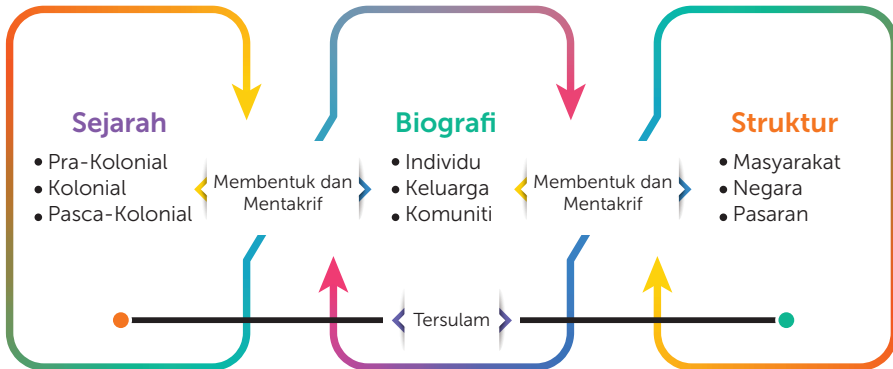 Sejarah
• Pra-Kolonial
• Kolonial
• Pasca-Kolonial
Membentuk dan
Mentakrif
Biografi
• Individu
• Keluarga
• Komuniti
Membentuk dan
Mentakrif
Struktur
• Masyarakat
• Negara
• Pasaran
Tersulam